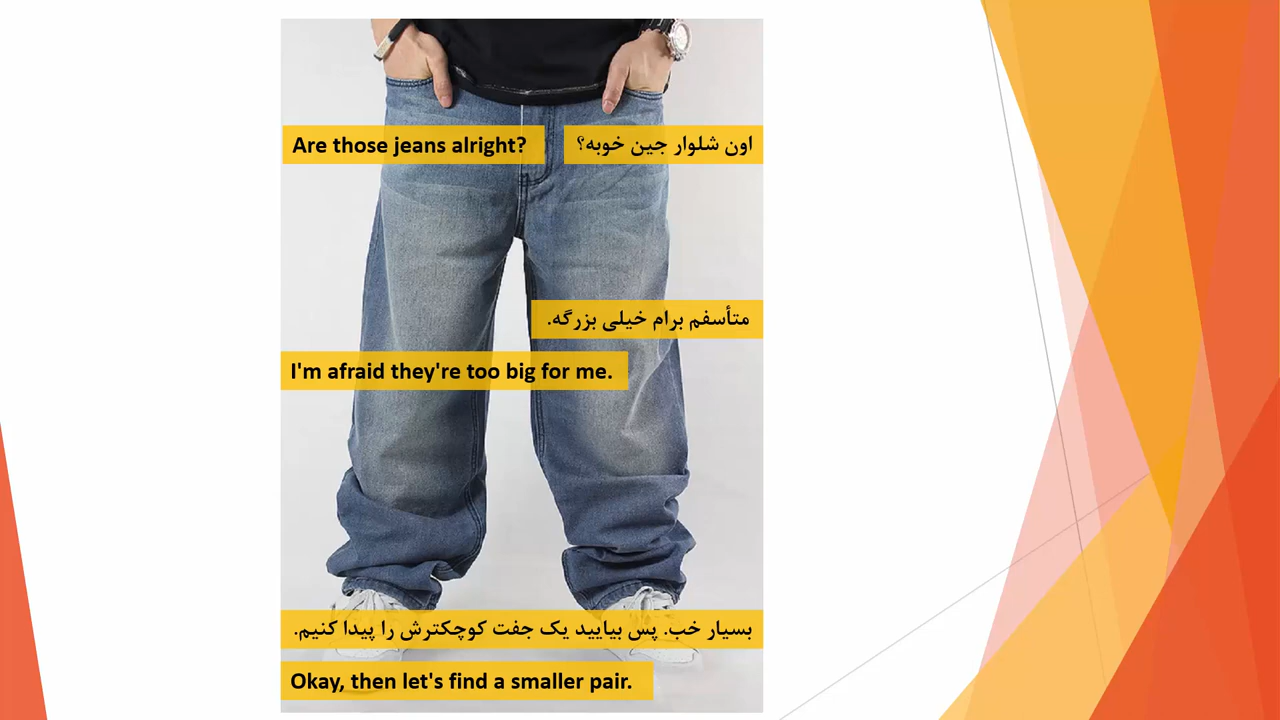 Are those jeans alright?
اون شلوار جین خوبه؟
متأسفم برام خیلی بزرگه.
I'm afraid they're too big for me.
بسیار خب. پس بیایید یک جفت کوچکترش را پیدا کنیم.
Okay, then let's find a smaller pair.